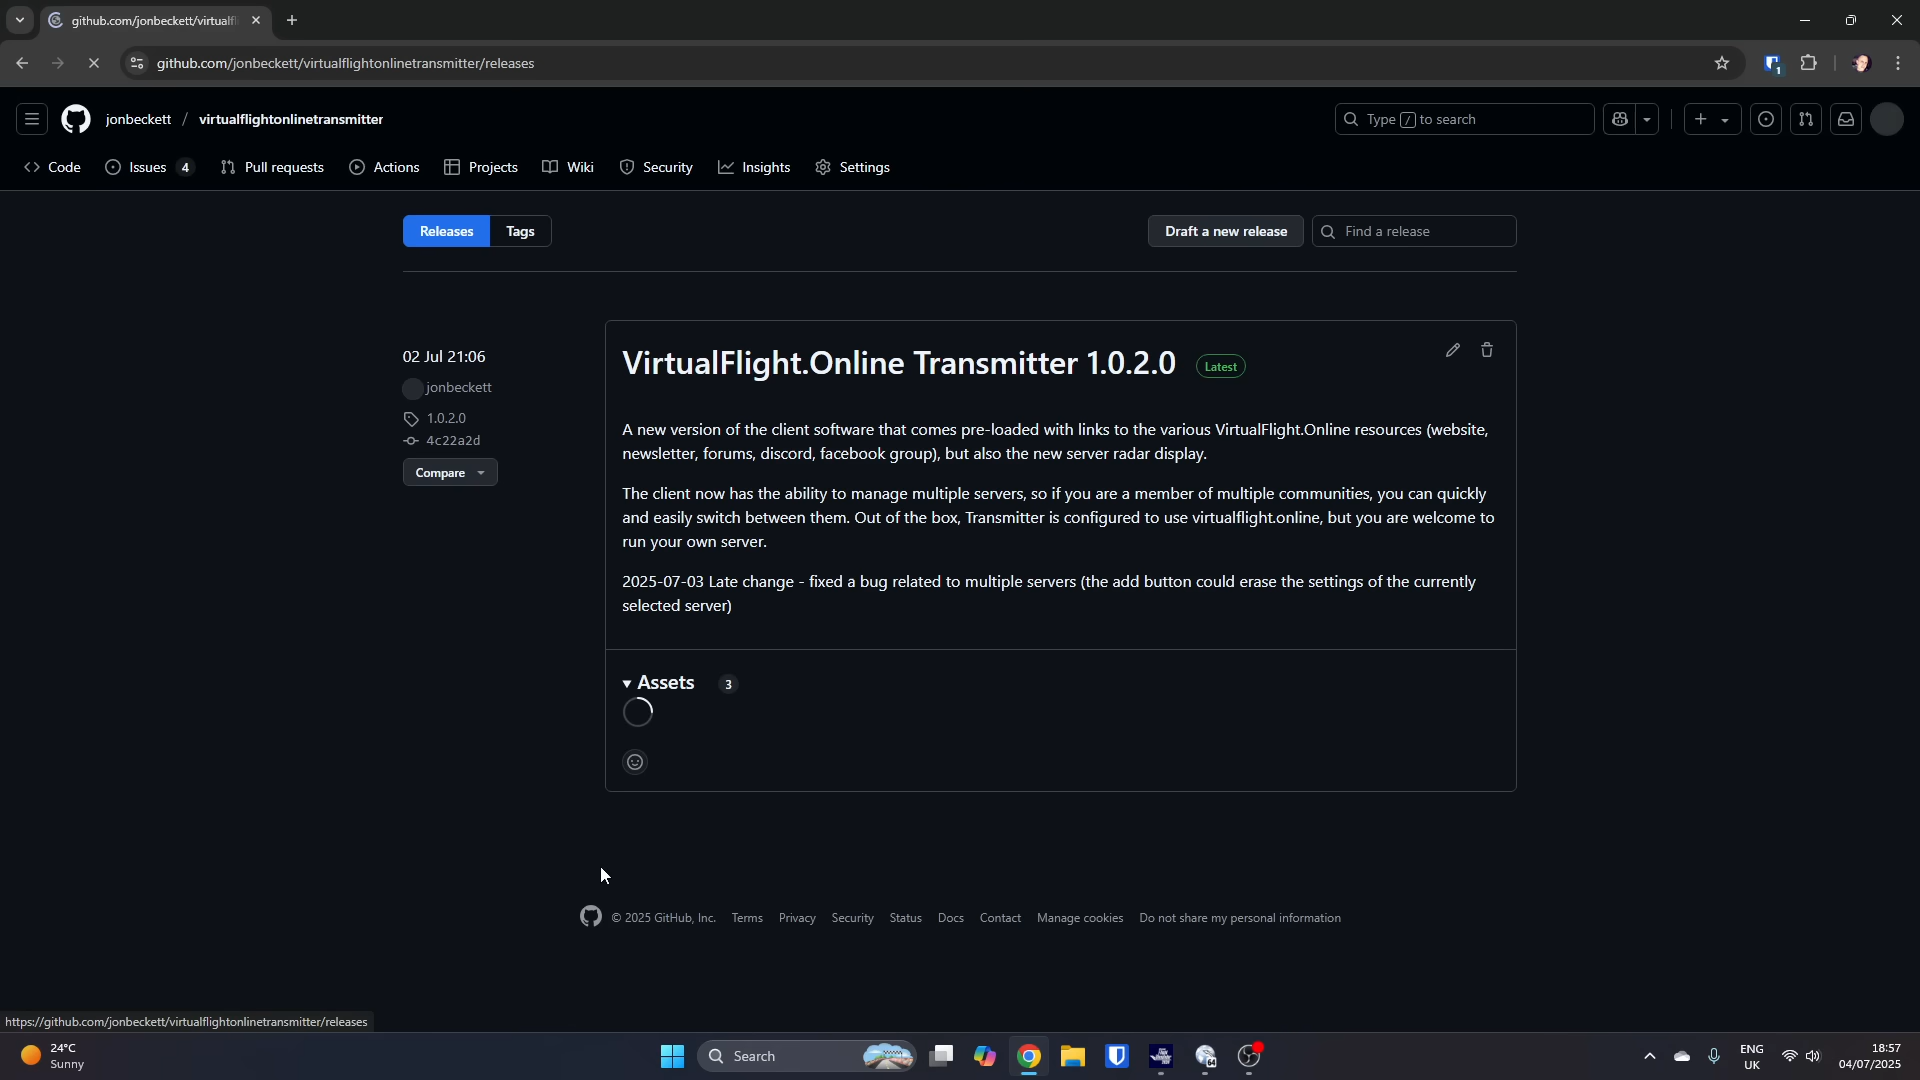 github.com/jonbeckett/virtualfl
github.com/jonbeckett/virtualflightonlinetransmitter/releases
1
jonbeckett / virtualflightonlinetransmitter
Type / to search
Code
Issues 4
Pull requests
Actions
Projects
Wiki
Security
Insights
Settings
Releases
Tags
Draft a new release
Find a release
02 Jul 21:06
jonbeckett
1.0.2.0
4c22a2d
Compare
VirtualFlight.Online Transmitter 1.0.2.0
Latest
A new version of the client software that comes pre-loaded with links to the various VirtualFlight.Online resources (website,
newsletter, forums, discord, facebook group), but also the new server radar display.
The client now has the ability to manage multiple servers, so if you are a member of multiple communities, you can quickly
and easily switch between them. Out of the box, Transmitter is configured to use virtualflight.online, but you are welcome to
run your own server.
2025-07-03 Late change - fixed a bug related to multiple servers (the add button could erase the settings of the currently
selected server)
Assets 3
© 2025 GitHub, Inc. Terms Privacy Security Status Docs Contact Manage cookies Do not share my personal information
https://github.com/jonbeckett/virtualflightonlinetransmitter/releases
24°C
Sunny
Search
64
ENG
UK
18:57
04/07/2025